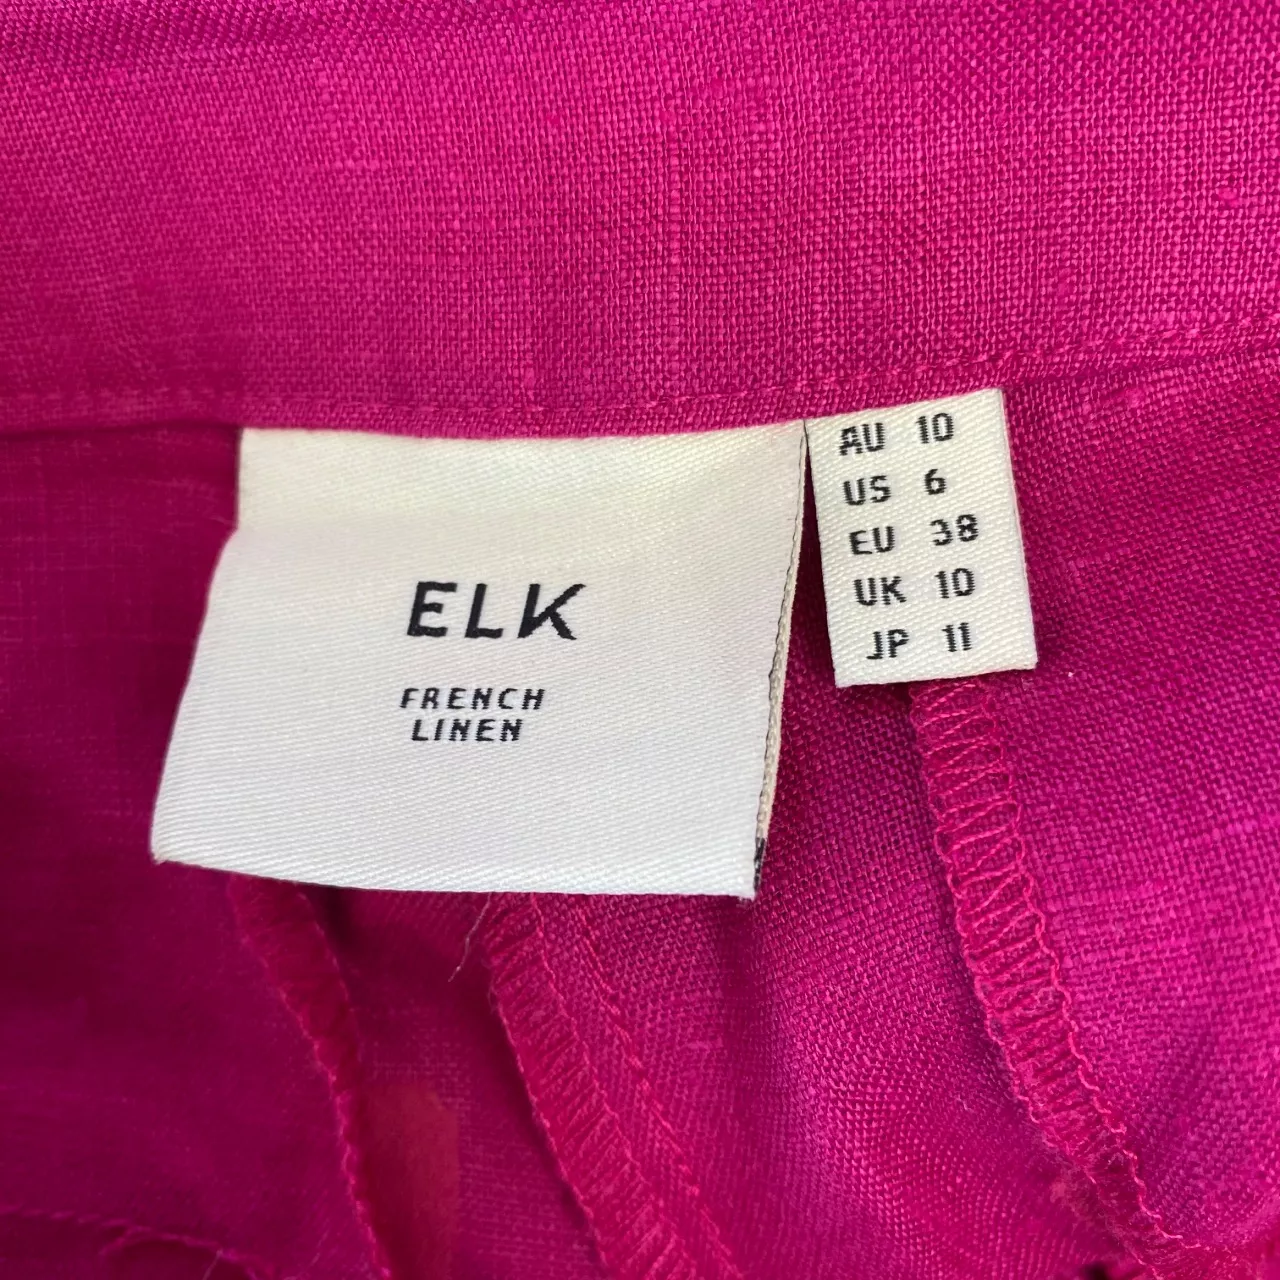 ELK
FRENCH
LINEN
AU 10
US 6
EU 38
UK 10
JP 11